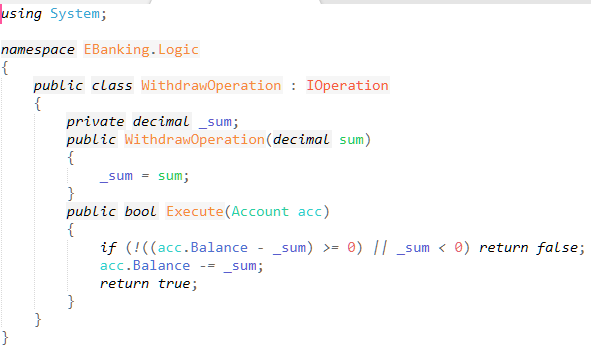 using System;
namespace EBanking.Logic
{
public class WithdrawOperation : IOperation
{
private decimal _sum;
public WithdrawOperation(decimal sum)
{
_sum = sum;
}
public bool Execute(Account acc)
{
if (!((acc.Balance - _sum) >= 0) || _sum < 0) return false;
acc.Balance -= _sum;
return true;
}
}
}